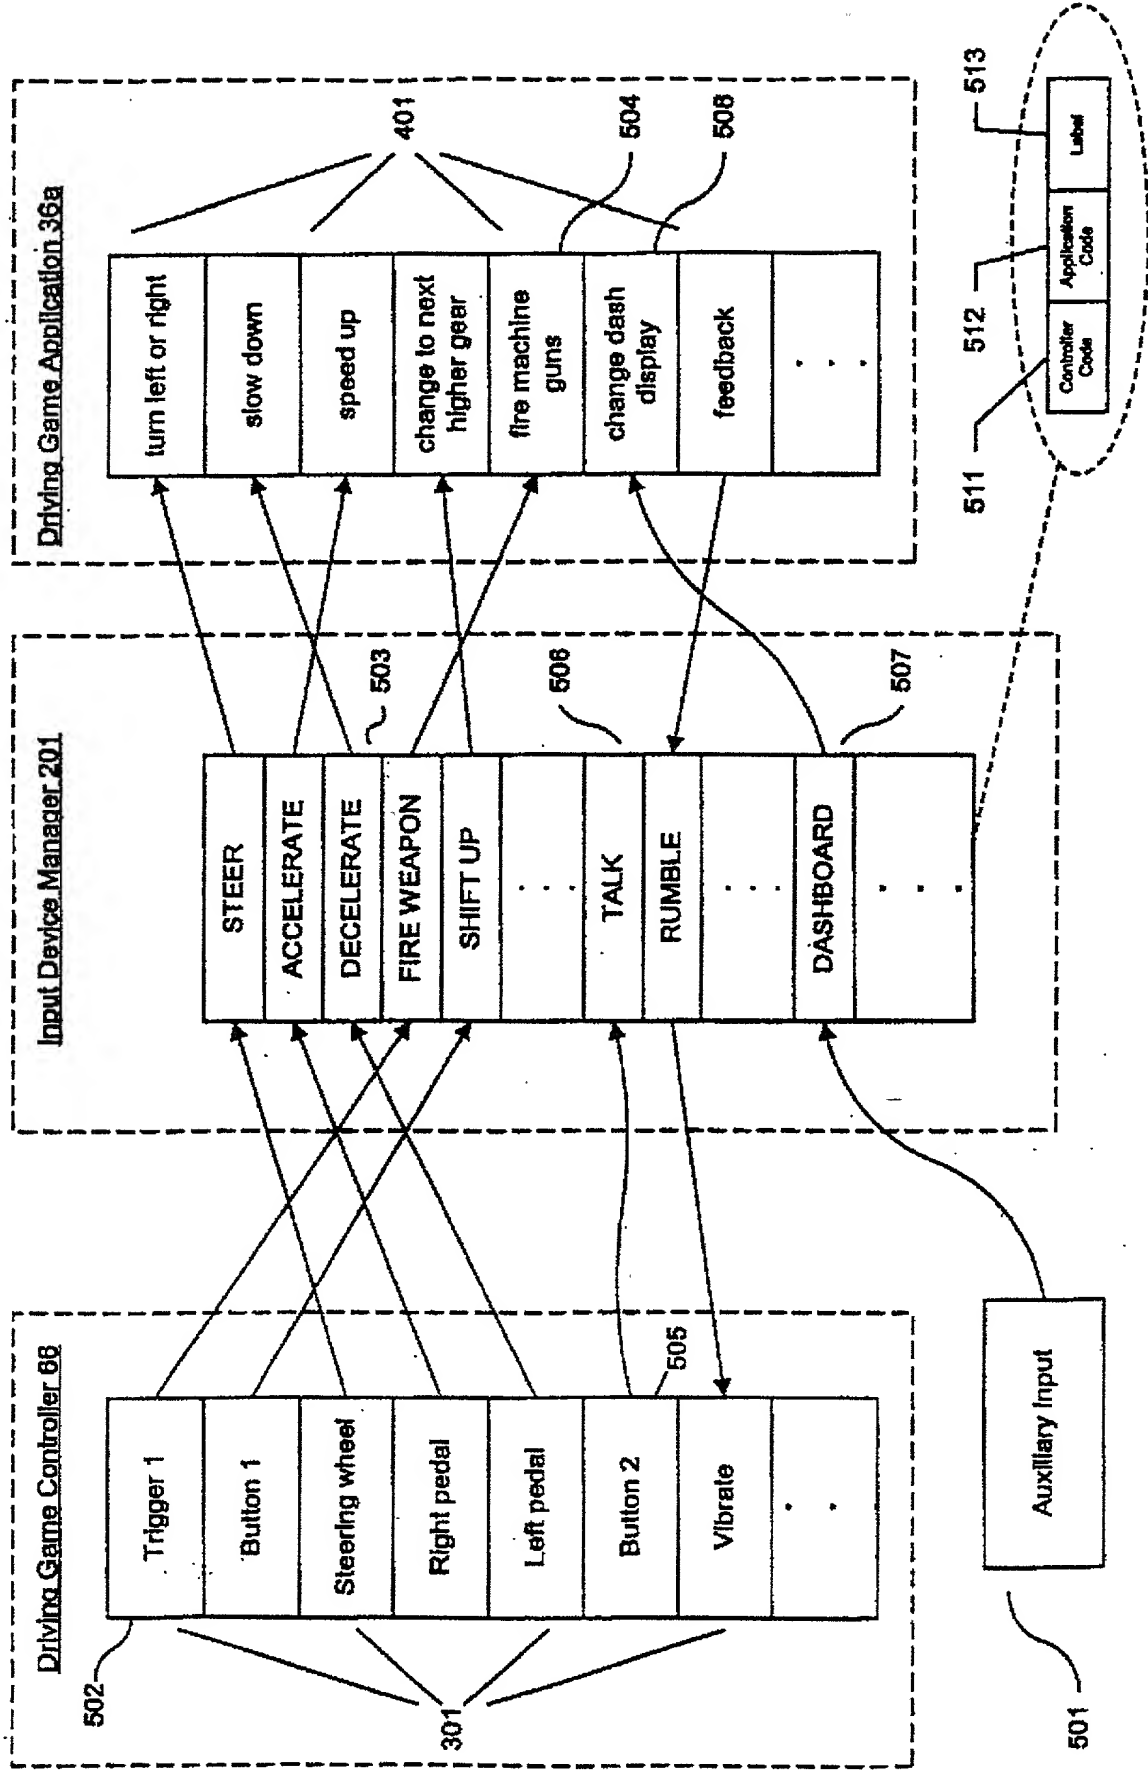 Driving Game Controller 66
502
Trigger 1
Button 1
Steering wheel
Right pedal
Left pedal
Button 2
505
Vibrate
301
Auxiliary Input
501
Input Device Manager 201
STEER
ACCELERATE
DECELERATE
503
FIRE WEAPON
SHIFT UP
506
TALK
RUMBLE
DASHBOARD
507
Driving Game Application 36a
turn left or right
slow down
speed up
change to next
higher gear
fire machine
guns
change dash
display
feedback
401
504
508
511
512
513
Controller
Code
Application
Code
Label